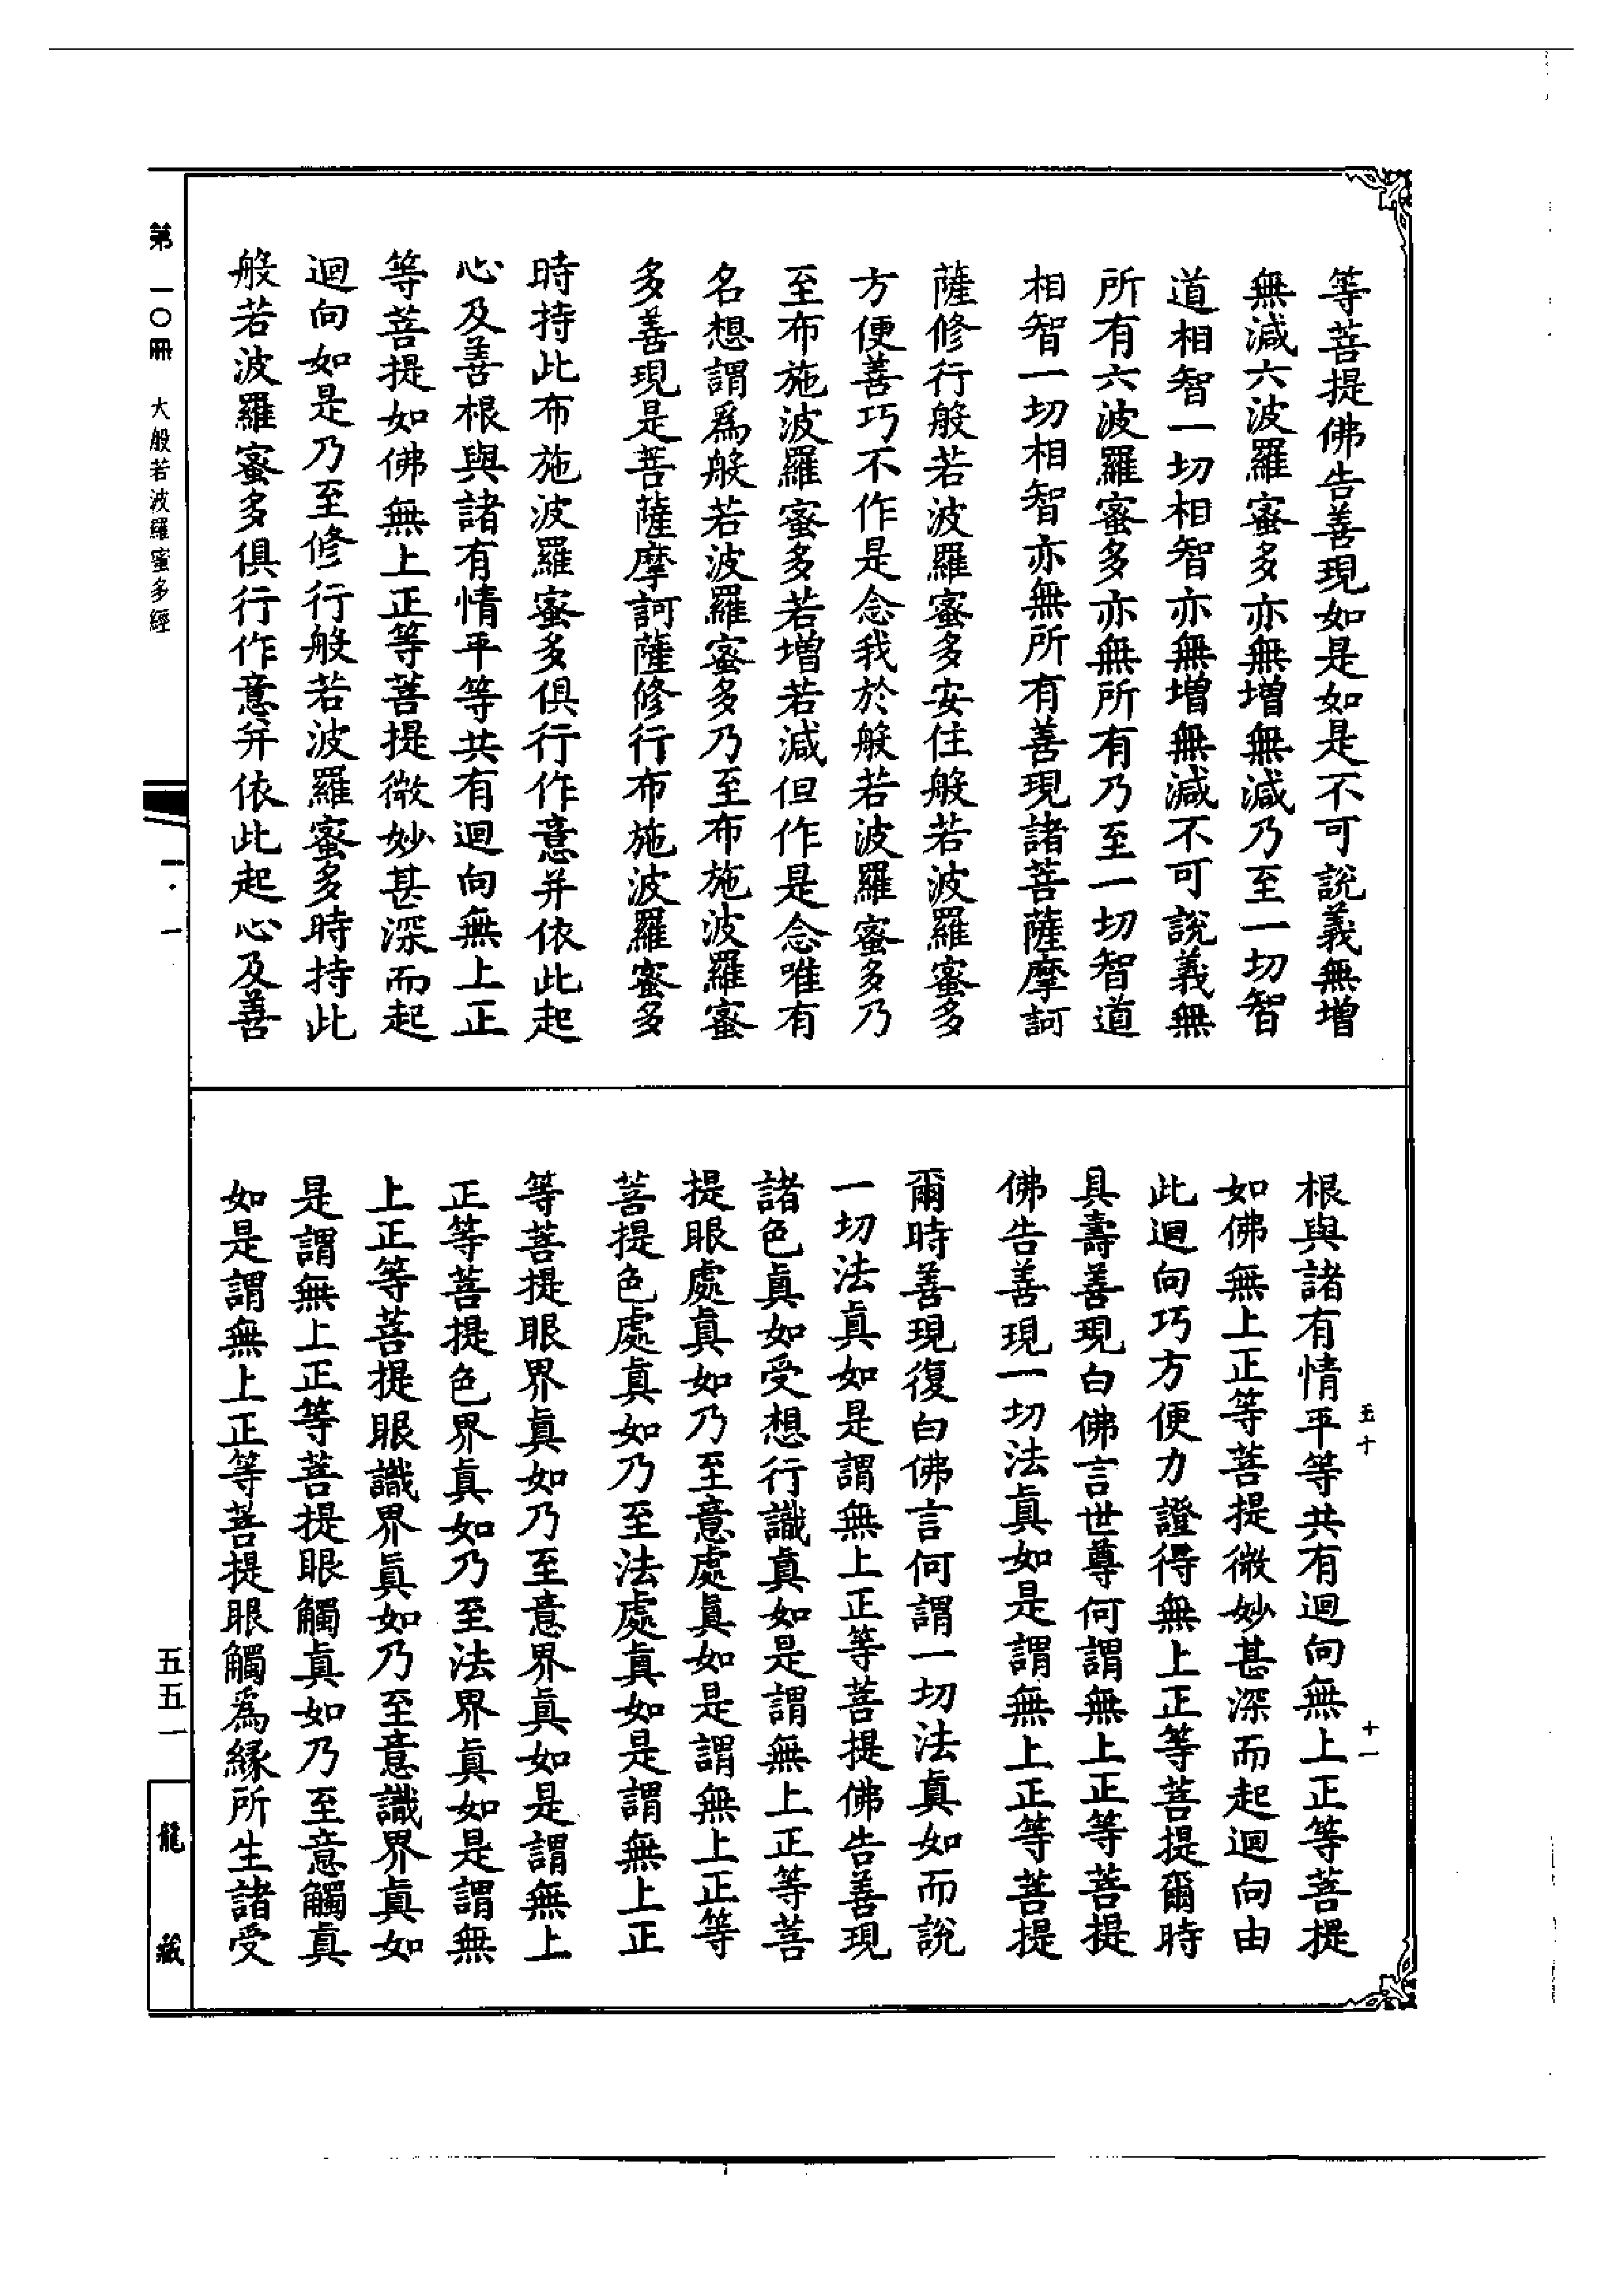 等菩提佛告善現如是如是不可說義無增
無減六波羅蜜多亦無增無減乃至一切智
道相智一切相智亦無增無減不可說義無
所有六波羅蜜多亦無所有乃至一切智道
相智一切相智亦無所有善現諸菩薩摩訶
薩修行般若波羅蜜多安住般若波羅蜜多
方便善巧不作是念我於般若波羅蜜多乃
至布施波羅蜜多若增若減但作是念唯有
名想謂為般若波羅蜜多乃至布施波羅蜜
多善現是菩薩摩訶薩修行布施波羅蜜多
時持此布施波羅蜜多俱行作意并依此起
心及善根與諸有情平等共有迴向無上正
等菩提如佛無上正等菩提微妙甚深而起
迴向如是乃至修行般若波羅蜜多時持此
般若波羅蜜多俱行作意并依此起心及善
根與諸有情平等共有迴向無上正等菩提
如佛無上正等菩提微妙甚深而起迴向由
此迴向巧方便力證得無上正等菩提爾時
具壽善現白佛言世尊何謂無上正等菩提
佛告善現一切法真如是謂無上正等菩提
爾時善現復白佛言何謂一切法真如而說
一切法真如是謂無上正等菩提佛告善現
諸色真如受想行識真如是謂無上正等菩
提眼處真如乃至意處真如是謂無上正等
菩提色處真如乃至法處真如是謂無上正
等菩提眼界真如乃至意界真如是謂無上
正等菩提色界真如乃至法界真如是謂無
上正等菩提眼識界真如乃至意識界真如
是謂無上正等菩提眼觸真如乃至意觸真
如是謂無上正等菩提眼觸為緣所生諸受
五十
十一
第一〇冊 大般若波羅蜜多經
一·一
五五一
龍藏